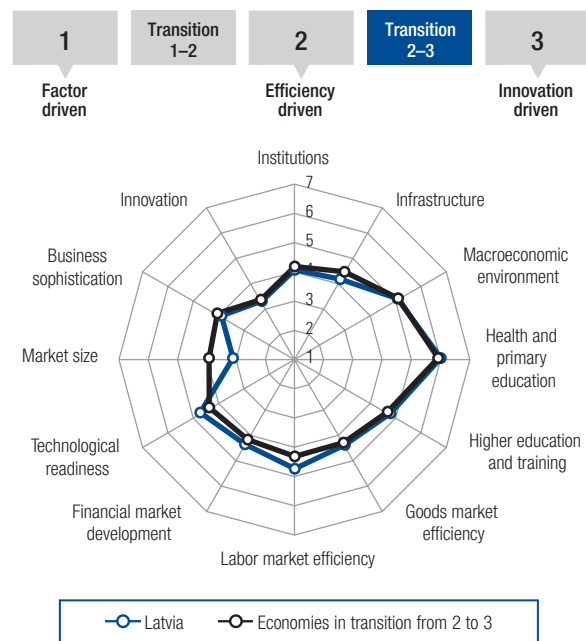 1
Transition
1–2
2
Transition
2–3
3
Factor
driven
Efficiency
driven
Innovation
driven
Institutions
Infrastructure
Macroeconomic
environment
Health and
primary
education
Higher education
and training
Goods market
efficiency
Labor market efficiency
Financial market
development
Technological
readiness
Market size
Business
sophistication
Innovation
7
6
5
4
3
2
1
Latvia
Economies in transition from 2 to 3